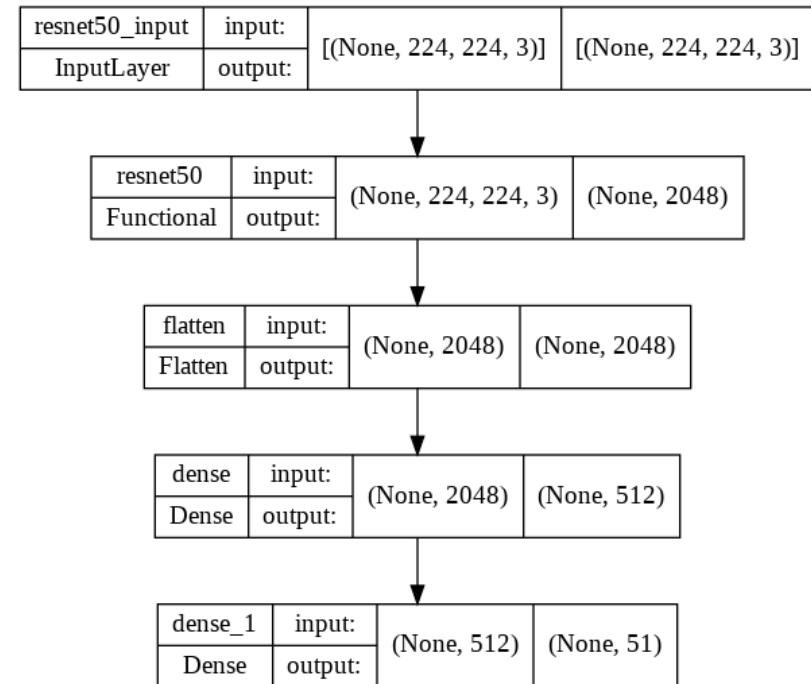 resnet50_input input: [(None, 224, 224, 3)] [(None, 224, 224, 3)]
InputLayer output:
resnet50 input: (None, 224, 224, 3) (None, 2048)
Functional output:
flatten input: (None, 2048) (None, 2048)
Flatten output:
dense input: (None, 2048) (None, 512)
Dense output:
dense_1 input: (None, 512) (None, 51)
Dense output: